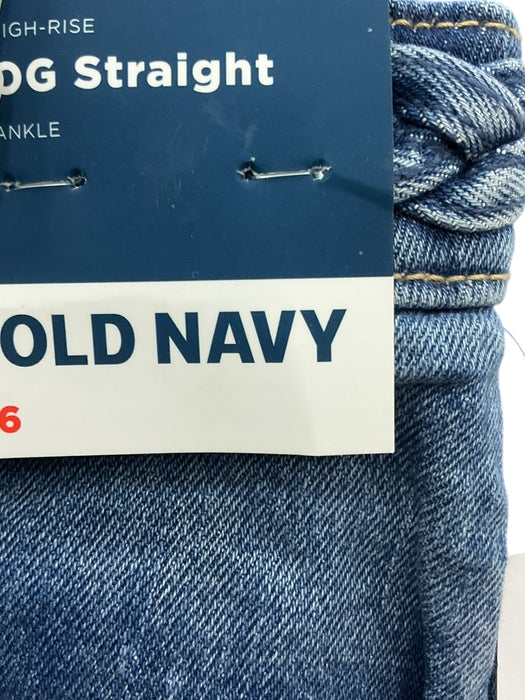 IGH-RISE
OG Straight
ANKLE
OLD NAVY
6